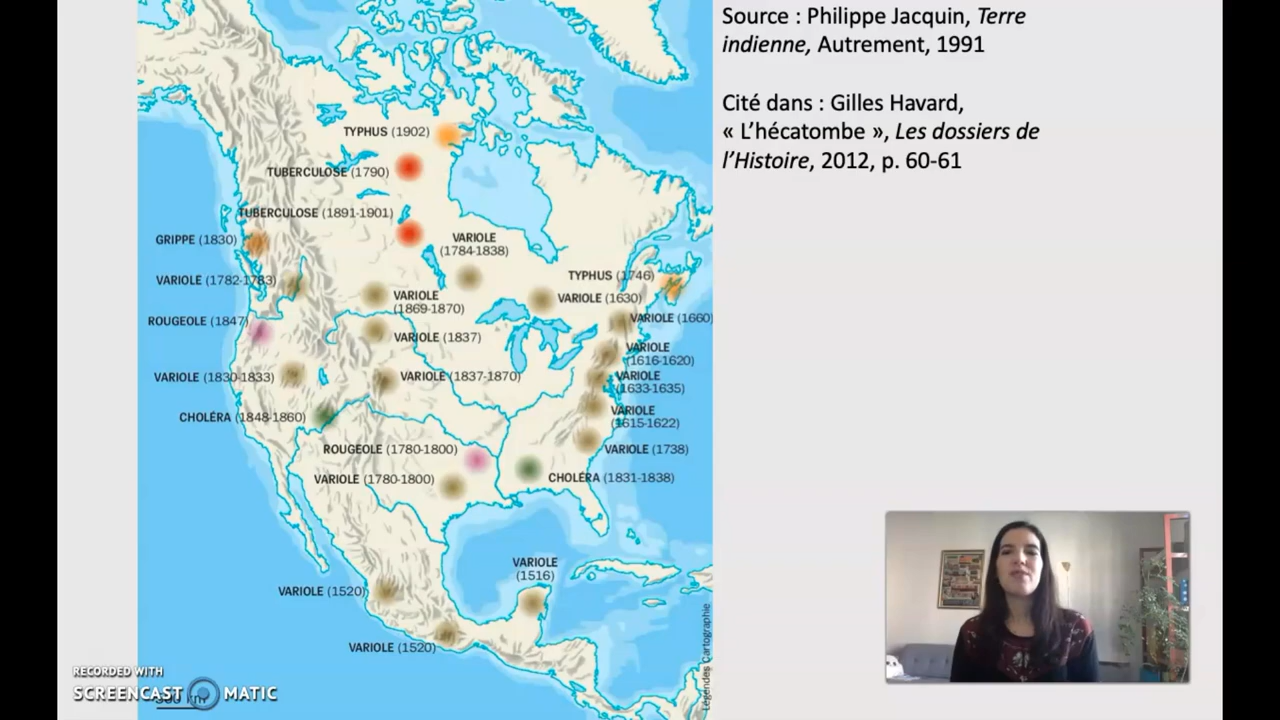 Source : Philippe Jacquin, Terre
indienne, Autrement, 1991
Cité dans : Gilles Havard,
« L’hécatombe », Les dossiers de
l’Histoire, 2012, p. 60-61
TYPHUS (1902)
TUBERCULOSE (1790)
TUBERCULOSE (1891-1901)
GRIPPE (1830)
VARIOLE
(1784-1838)
VARIOLE (1782-1783)
TYPHUS (1746)
VARIOLE
(1869-1870)
VARIOLE (1630)
ROUGEOLE (1847)
VARIOLE (1660)
VARIOLE (1837)
VARIOLE
(1616-1620)
VARIOLE (1830-1833)
VARIOLE (1837-1870)
VARIOLE
(1633-1635)
CHOLÉRA (1848-1860)
VARIOLE
(1615-1622)
ROUGEOLE (1780-1800)
VARIOLE (1738)
VARIOLE (1780-1800)
CHOLÉRA (1831-1838)
VARIOLE
(1516)
VARIOLE (1520)
VARIOLE (1520)
Légendes Cartographie
RECORDED WITH
SCREENCAST MATIC